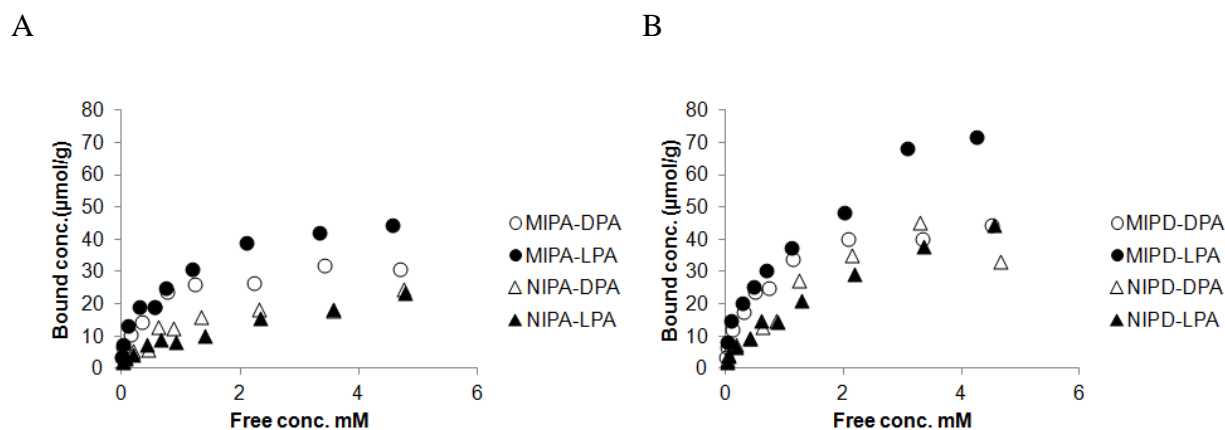 A
B
80
70
60
50
40
30
20
10
0
Bound conc.(µmol/g)
0
2
4
6
Free conc. mM
MIPA-DPA
MIPA-LPA
NIPA-DPA
NIPA-LPA
80
70
60
50
40
30
20
10
0
Bound conc. (µmol/g)
0
2
4
6
Free conc. mM
MIPD-DPA
MIPD-LPA
NIPD-DPA
NIPD-LPA